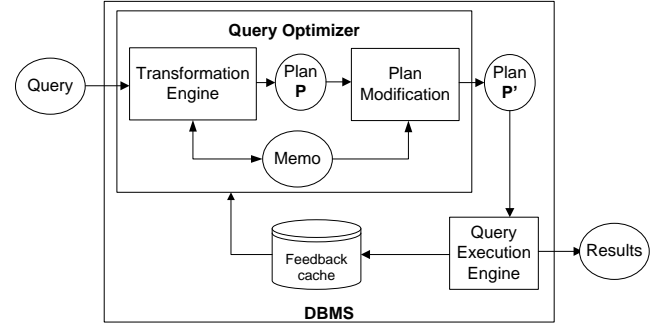 Query Optimizer
Query
Transformation
Engine
Plan
P
Plan
Modification
Plan
P'
Memo
Feedback
cache
Query
Execution
Engine
Results
DBMS